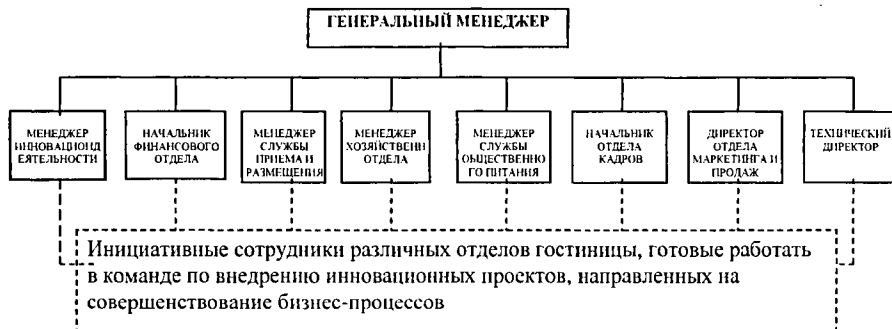 ГЕНЕРАЛЬНЫЙ МЕНЕДЖЕР
МЕНЕДЖЕР
ИННОВАЦИОНД
ЕЯТЕЛЬНОСТИ
НАЧАЛЬНИК
ФИНАНСОВОГО
ОТДЕЛА
МЕНЕДЖЕР
СЛУЖБЫ
ПРИЕМА И
РАЗМЕЩЕНИЯ
МЕНЕДЖЕР
ХОЗЯЙСТВЕНН
ОТДЕЛА
МЕНЕДЖЕР
СЛУЖБЫ
ОБЩЕСТВЕННО
ГО ПИТАНИЯ
НАЧАЛЬНИК
ОТДЕЛА
КАДРОВ
ДИРЕКТОР
ОТДЕЛА
МАРКЕТИНГА И
ПРОДАЖ
ТЕХНИЧЕСКИЙ
ДИРЕКТОР
Инициативные сотрудники различных отделов гостиницы, готовые работать
в команде по внедрению инновационных проектов, направленных на
совершенствование бизнес-процессов